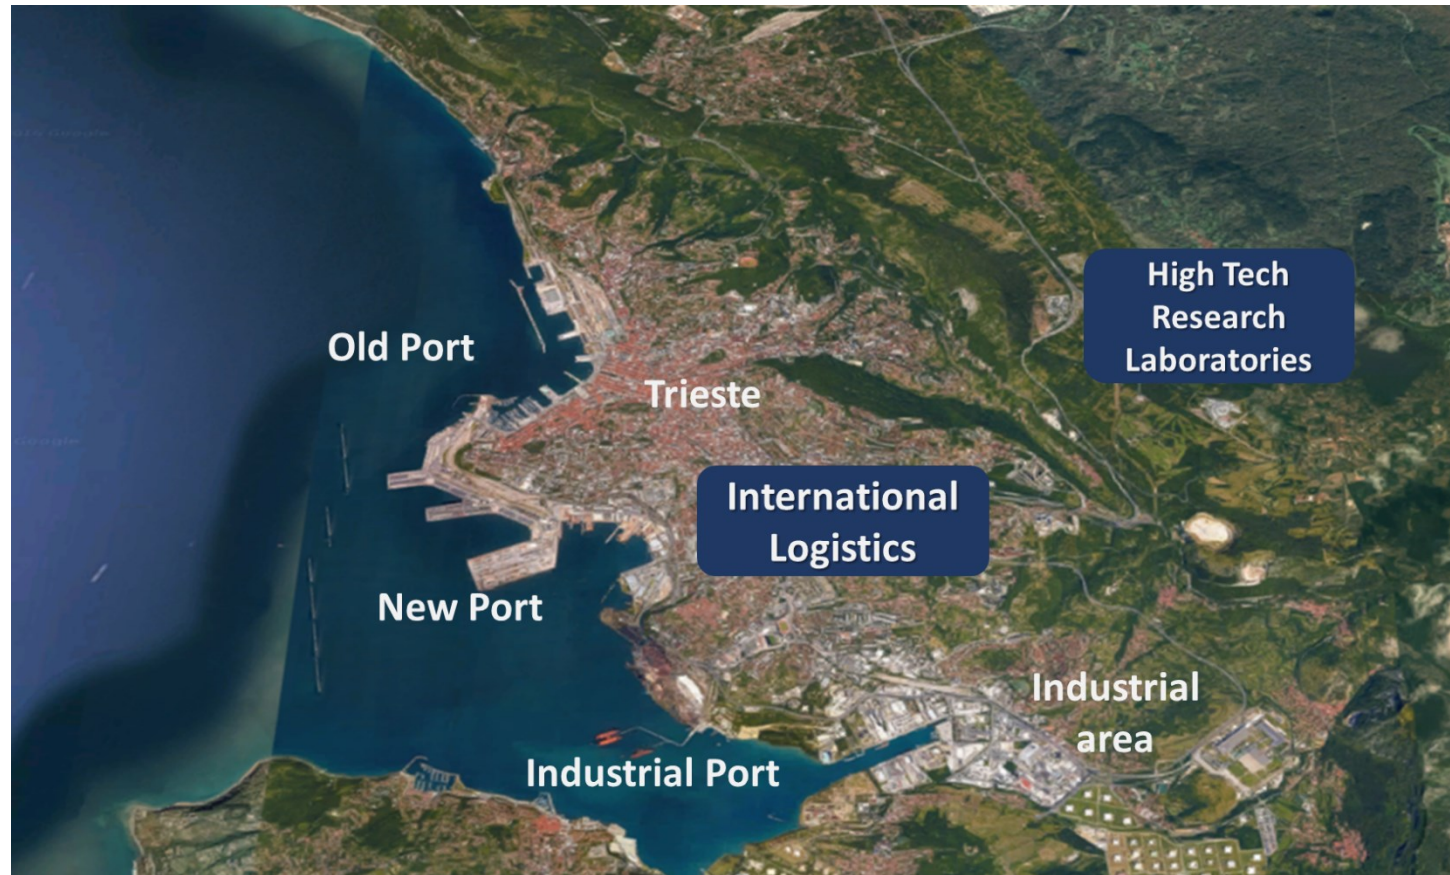 High Tech
Research
Laboratories
Old Port
Trieste
International
Logistics
New Port
Industrial
area
Industrial Port